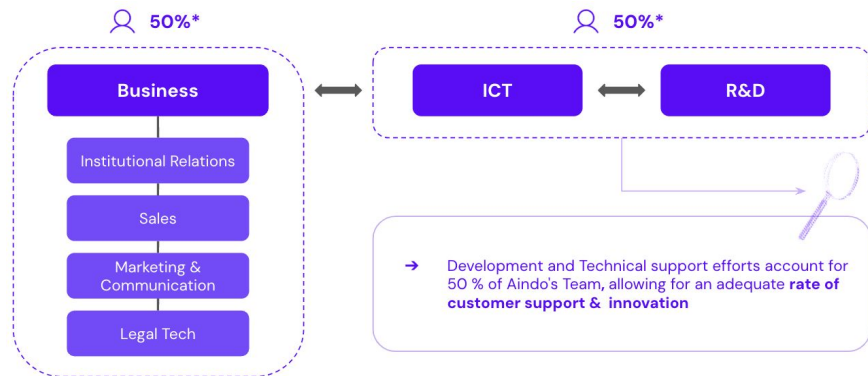 50%*
50%*
Business
ICT
R&D
Institutional Relations
Sales
Marketing &
Communication
Legal Tech
➔ Development and Technical support efforts account for
50 % of Aindo's Team, allowing for an adequate rate of
customer support & innovation